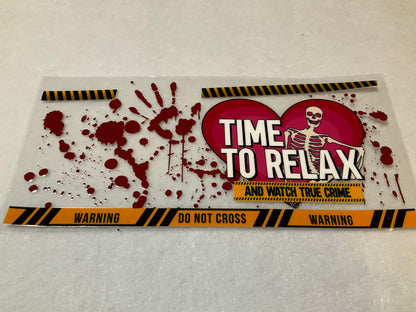 TIME
TO RELAX
AND WATCH TRUE CRIME
WARNING DO NOT CROSS WARNING